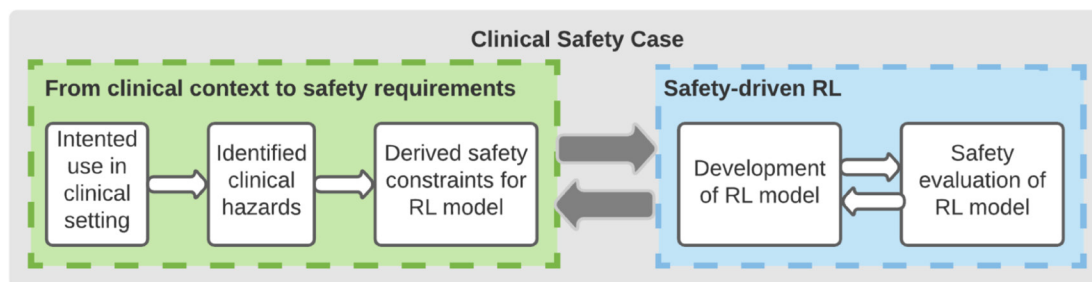 Clinical Safety Case
From clinical context to safety requirements
Intented
use in
clinical
setting
Identified
clinical
hazards
Derived safety
constraints for
RL model
Safety-driven RL
Development
of RL model
Safety
evaluation of
RL model